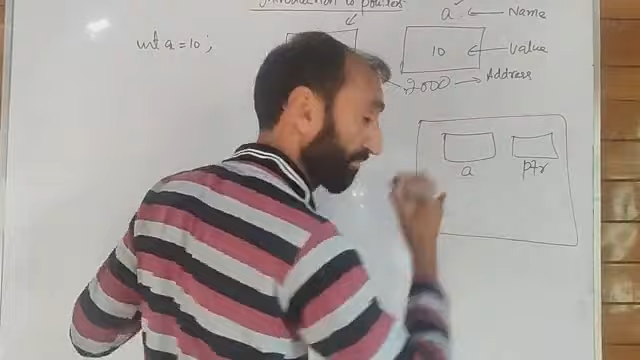 Introduction to pointers
a ← Name
int a = 10 ;
10 ← Value
2000 → Address
a
ptr